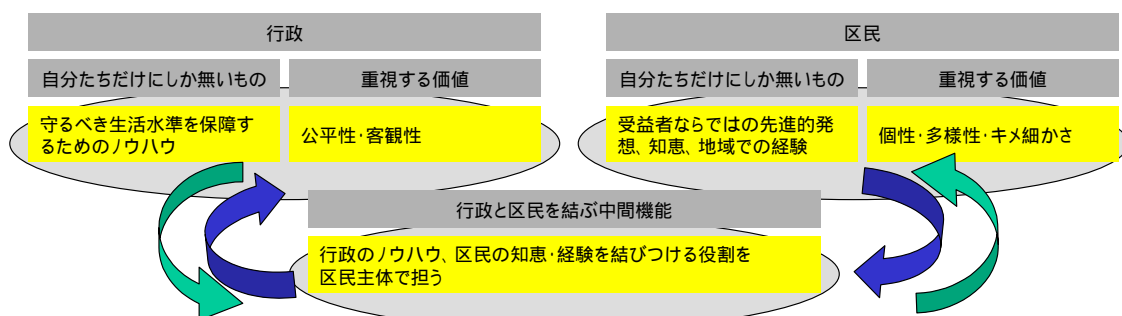 行政
自分たちだけにしか無いもの
重視する価値
守るべき生活水準を保障す
るためのノウハウ
公平性・客観性
区民
自分たちだけにしか無いもの
重視する価値
受益者ならではの先進的発
想、知恵、地域での経験
個性・多様性・キメ細かさ
行政と区民を結ぶ中間機能
行政のノウハウ、区民の知恵・経験を結びつける役割を
区民主体で担う